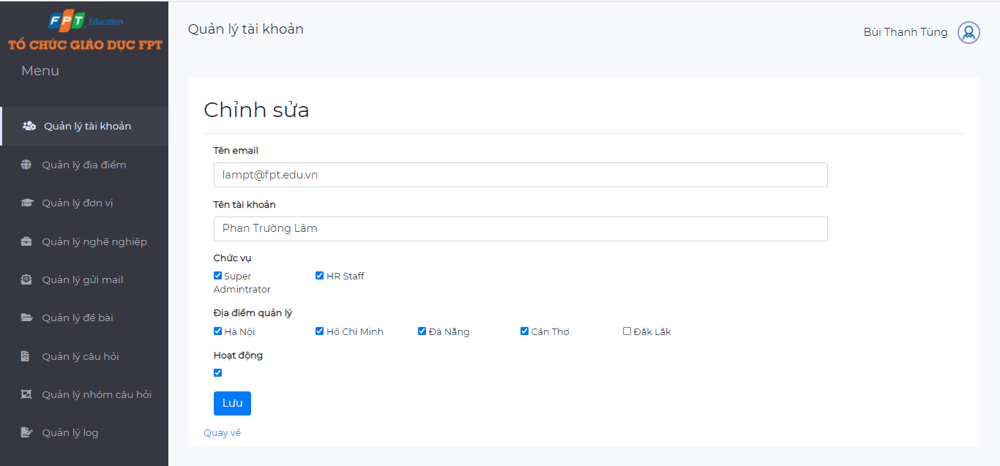 FPT Education
TỔ CHỨC GIÁO DỤC FPT
Menu
Quản lý tài khoản
Quản lý địa điểm
Quản lý đơn vị
Quản lý nghề nghiệp
Quản lý gửi mail
Quản lý đề bài
Quản lý câu hỏi
Quản lý nhóm câu hỏi
Quản lý log
Quản lý tài khoản
Bùi Thanh Tùng
Chỉnh sửa
Tên email
lampt@fpt.edu.vn
Tên tài khoản
Phan Trường Lâm
Chức vụ
Super Admintrator
HR Staff
Địa điểm quản lý
Hà Nội Hồ Chí Minh Đà Nẵng Cần Thơ Đắk Lắk
Hoạt động
Lưu
Quay về